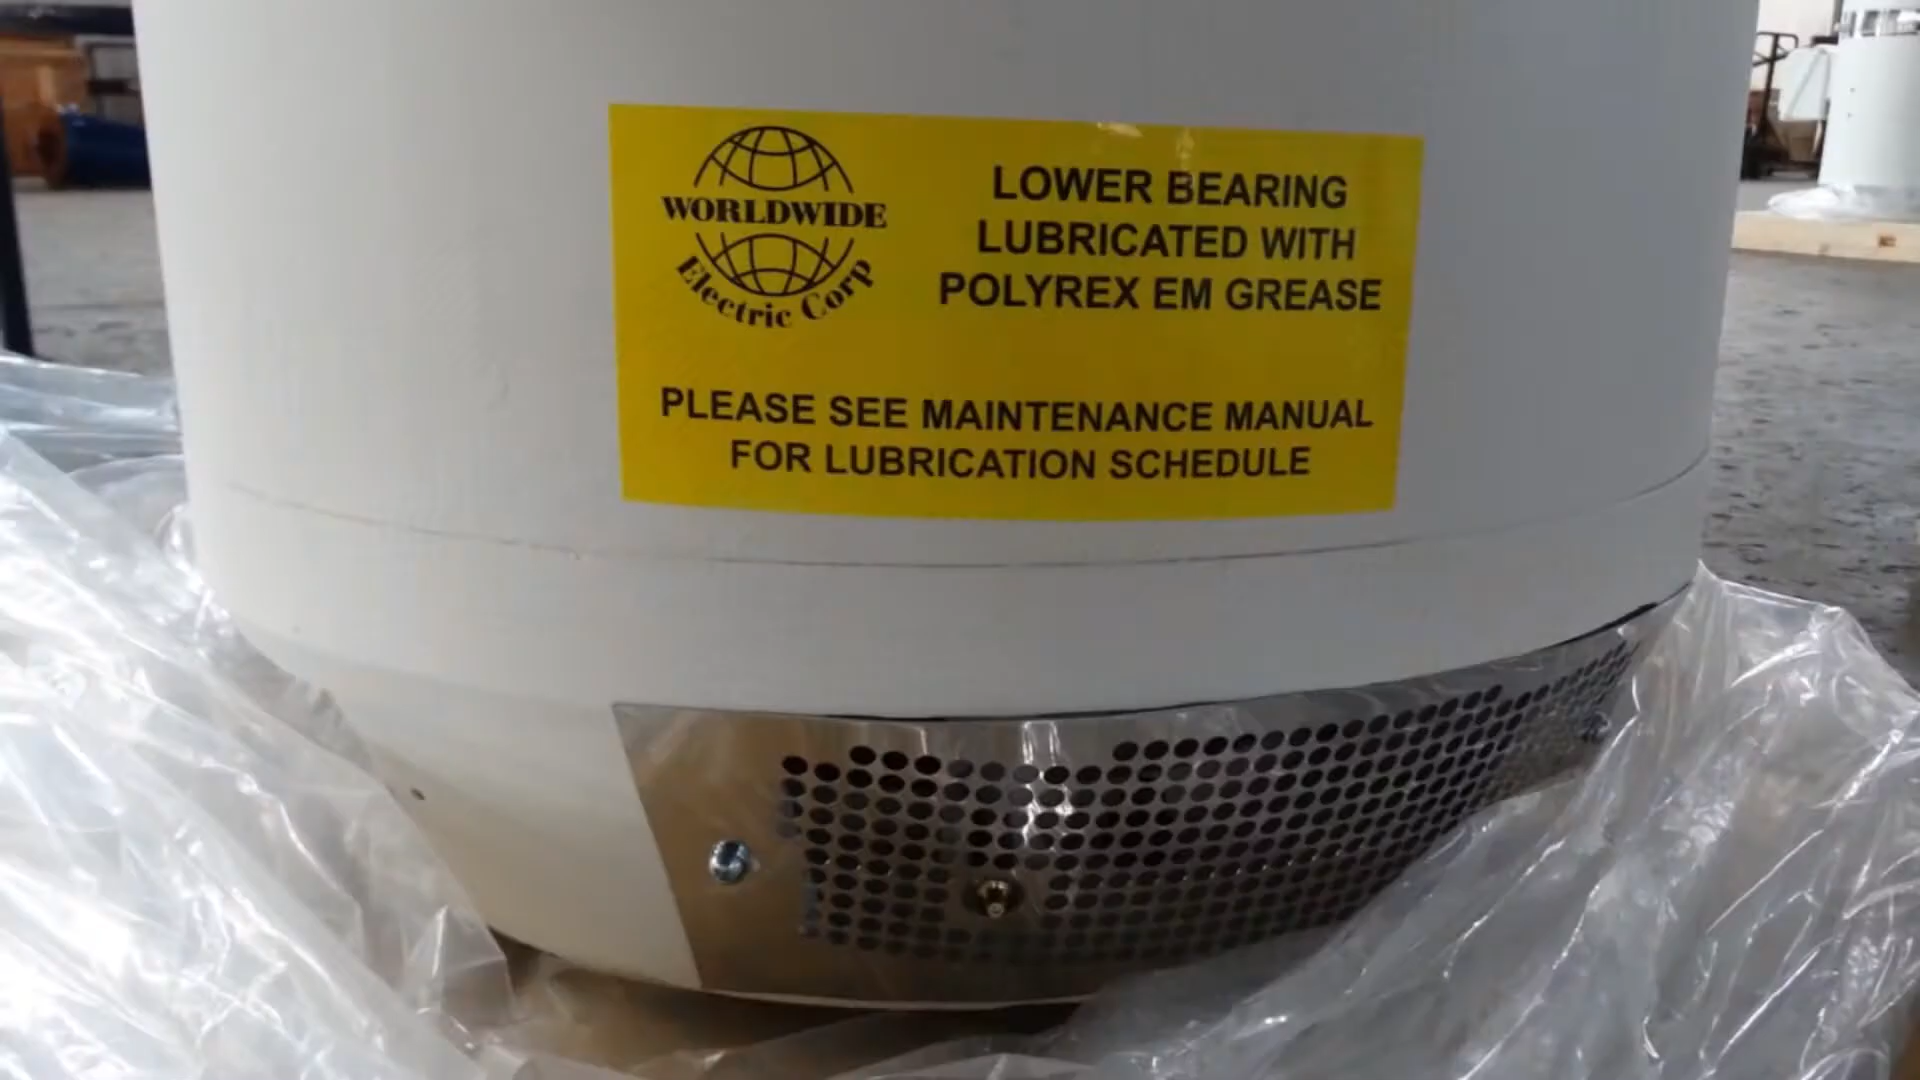 WORLDWIDE
Electric Corp
LOWER BEARING
LUBRICATED WITH
POLYREX EM GREASE
PLEASE SEE MAINTENANCE MANUAL
FOR LUBRICATION SCHEDULE